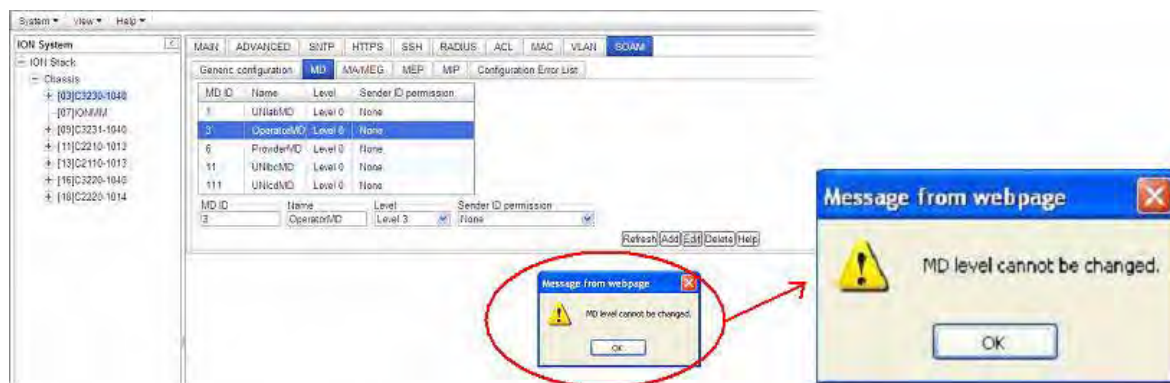 System View Help
ION System
MAIN ADVANCED SNTP HTTPS SSH RADIUS ACL MAC VLAN SOAM
ION Stack
Generic configuration MD MA/MEG MEP MIP Configuration Error List
Chassis
[03]C3230-1040
[07]IONMM
[09]C3231-1040
[11]C2210-1013
[13]C2110-1013
[16]C3220-1040
[18]C2220-1014
MD ID Name Level Sender ID permission
1 UNIabMD Level 0 None
3 OperatorMD Level 0 None
6 ProviderMD Level 0 None
11 UNIbcMD Level 0 None
111 UNIcdMD Level 0 None
MD ID Name Level Sender ID permission
3 OperatorMD Level 3 None
Refresh Add Edit Delete Help
Message from webpage
MD level cannot be changed.
OK
Message from webpage
MD level cannot be changed.
OK